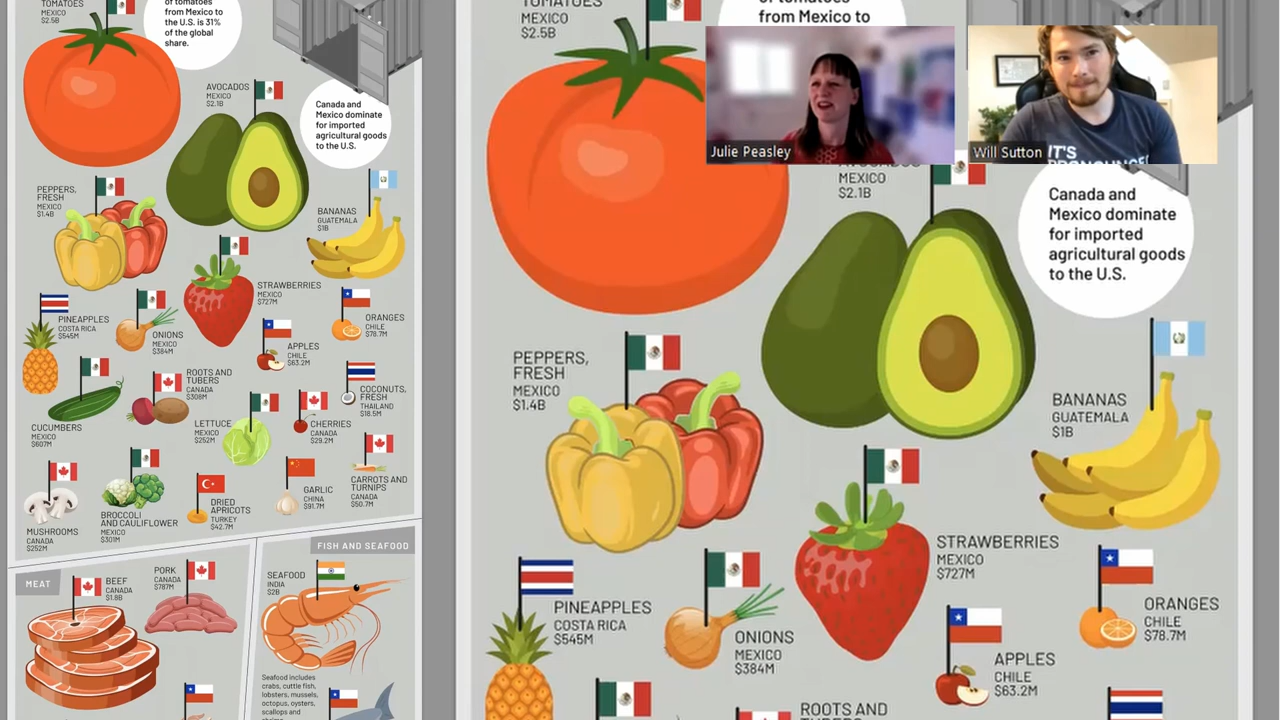 TOMATOES
MEXICO
$2.5B
of tomatoes
from Mexico to
the U.S. is 31%
of the global
share.
AVOCADOS
MEXICO
$2.1B
Canada and
Mexico dominate
for imported
agricultural goods
to the U.S.
PEPPERS,
FRESH
MEXICO
$1.4B
BANANAS
GUATEMALA
$1B
STRAWBERRIES
MEXICO
$727M
PINEAPPLES
COSTA RICA
$545M
ONIONS
MEXICO
$384M
ORANGES
CHILE
$78.7M
APPLES
CHILE
$63.2M
ROOTS AND
TUBERS
CANADA
$308M
COCONUTS,
FRESH
THAILAND
$18.5M
CUCUMBERS
MEXICO
$607M
LETTUCE
MEXICO
$252M
CHERRIES
CANADA
$29.2M
MUSHROOMS
CANADA
$252M
BROCCOLI
AND CAULIFLOWER
MEXICO
$301M
DRIED
APRICOTS
TURKEY
$42.7M
GARLIC
CHINA
$91.7M
CARROTS AND
TURNIPS
CANADA
$50.7M
MEAT
BEEF
CANADA
$1.8B
PORK
CANADA
$787M
FISH AND SEAFOOD
SEAFOOD
INDIA
$2B
Seafood includes
crabs, cuttle fish,
lobsters, mussels,
octopus, oysters,
scallops and
shrimp
TOMATOES
MEXICO
$2.5B
of tomatoes
from Mexico to
Julie Peasley
Will Sutton
IT'S
AVOCADOS
MEXICO
$2.1B
Canada and
Mexico dominate
for imported
agricultural goods
to the U.S.
PEPPERS,
FRESH
MEXICO
$1.4B
BANANAS
GUATEMALA
$1B
STRAWBERRIES
MEXICO
$727M
PINEAPPLES
COSTA RICA
$545M
ONIONS
MEXICO
$384M
ORANGES
CHILE
$78.7M
APPLES
CHILE
$63.2M
ROOTS AND
TUBERS